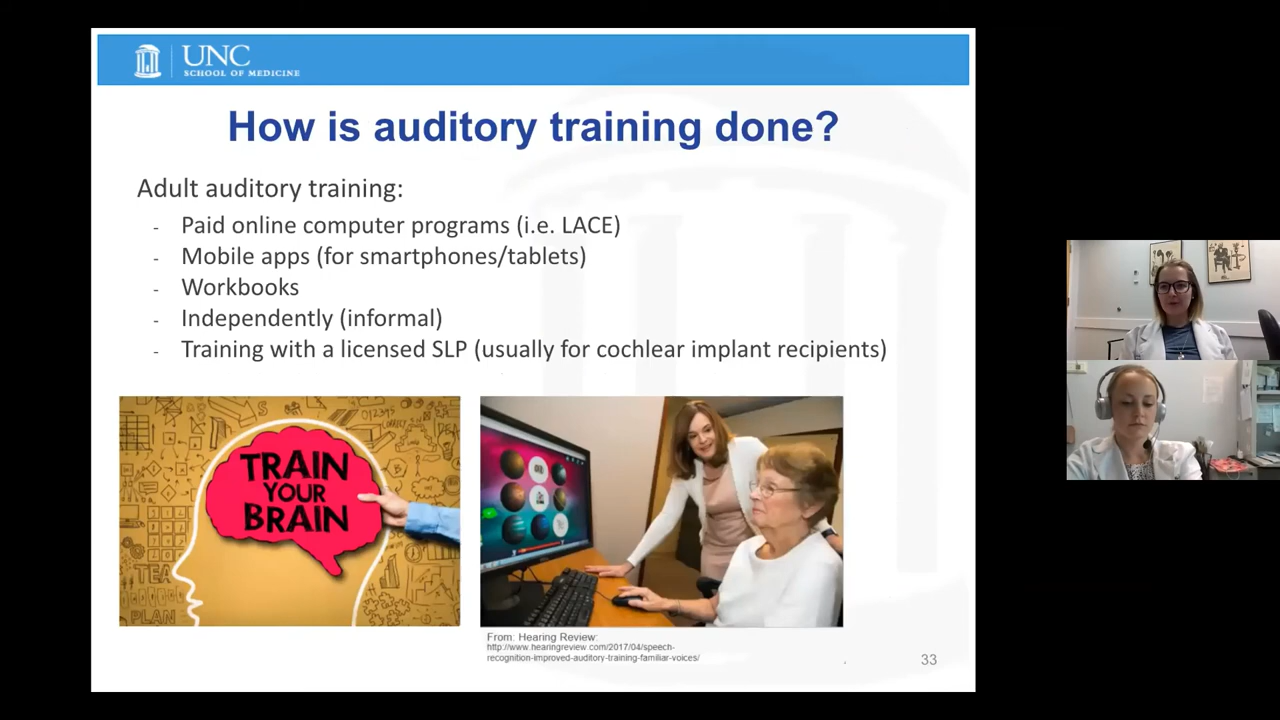 UNC
SCHOOL OF MEDICINE
How is auditory training done?
Adult auditory training:
- Paid online computer programs (i.e. LACE)
- Mobile apps (for smartphones/tablets)
- Workbooks
- Independently (informal)
- Training with a licensed SLP (usually for cochlear implant recipients)
TRAIN
YOUR
BRAIN
TEA
PLAN
From: Hearing Review:
http://www.hearingreview.com/2017/04/speech-
recognition-improved-auditory-training-familiar-voices/
33